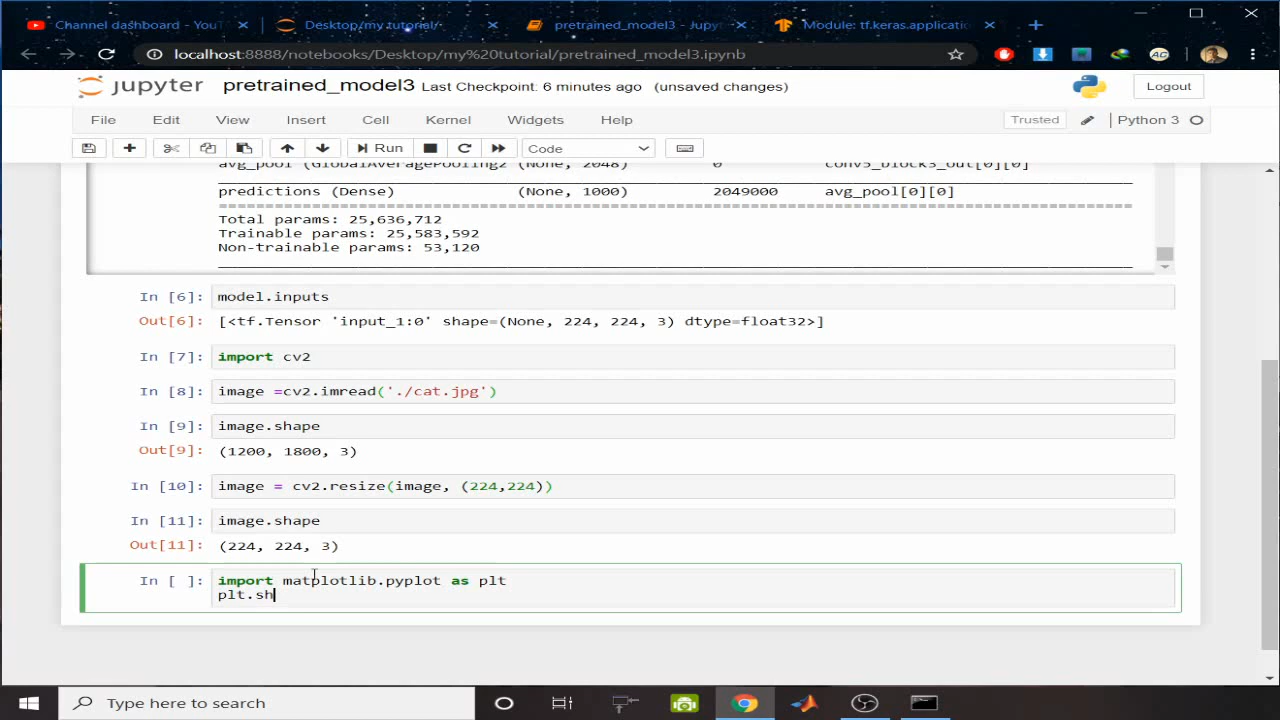 Channel dashboard - YouT
Desktop/my tutorial/
pretrained_model3 - Jupyt
Module: tf.keras.applicatio
localhost:8888/notebooks/Desktop/my%20tutorial/pretrained_model3.ipynb
jupyter pretrained_model3 Last Checkpoint: 6 minutes ago (unsaved changes) Logout
File Edit View Insert Cell Kernel Widgets Help Trusted Python 3
Run Code
avg_pool (GlobalAveragePooling2 (None, 2048) 0 conv5_block3_out[0][0]
predictions (Dense) (None, 1000) 2049000 avg_pool[0][0]
Total params: 25,636,712
Trainable params: 25,583,592
Non-trainable params: 53,120
In [6]: model.inputs
Out[6]: [<tf.Tensor 'input_1:0' shape=(None, 224, 224, 3) dtype=float32>]
In [7]: import cv2
In [8]: image =cv2.imread('./cat.jpg')
In [9]: image.shape
Out[9]: (1200, 1800, 3)
In [10]: image = cv2.resize(image, (224,224))
In [11]: image.shape
Out[11]: (224, 224, 3)
In [ ]: import matplotlib.pyplot as plt
plt.sh
Type here to search